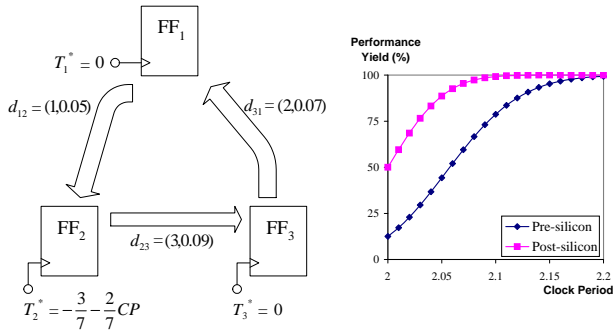 FF₁
T₁* = 0
d₁₂ = (1,0.05)
d₃₁ = (2,0.07)
FF₂
FF₃
d₂₃ = (3,0.09)
T₂* = -3/7 - 2/7 CP
T₃* = 0
Performance
Yield (%)
100
75
50
25
0
Pre-silicon
Post-silicon
2 2.05 2.1 2.15 2.2
Clock Period